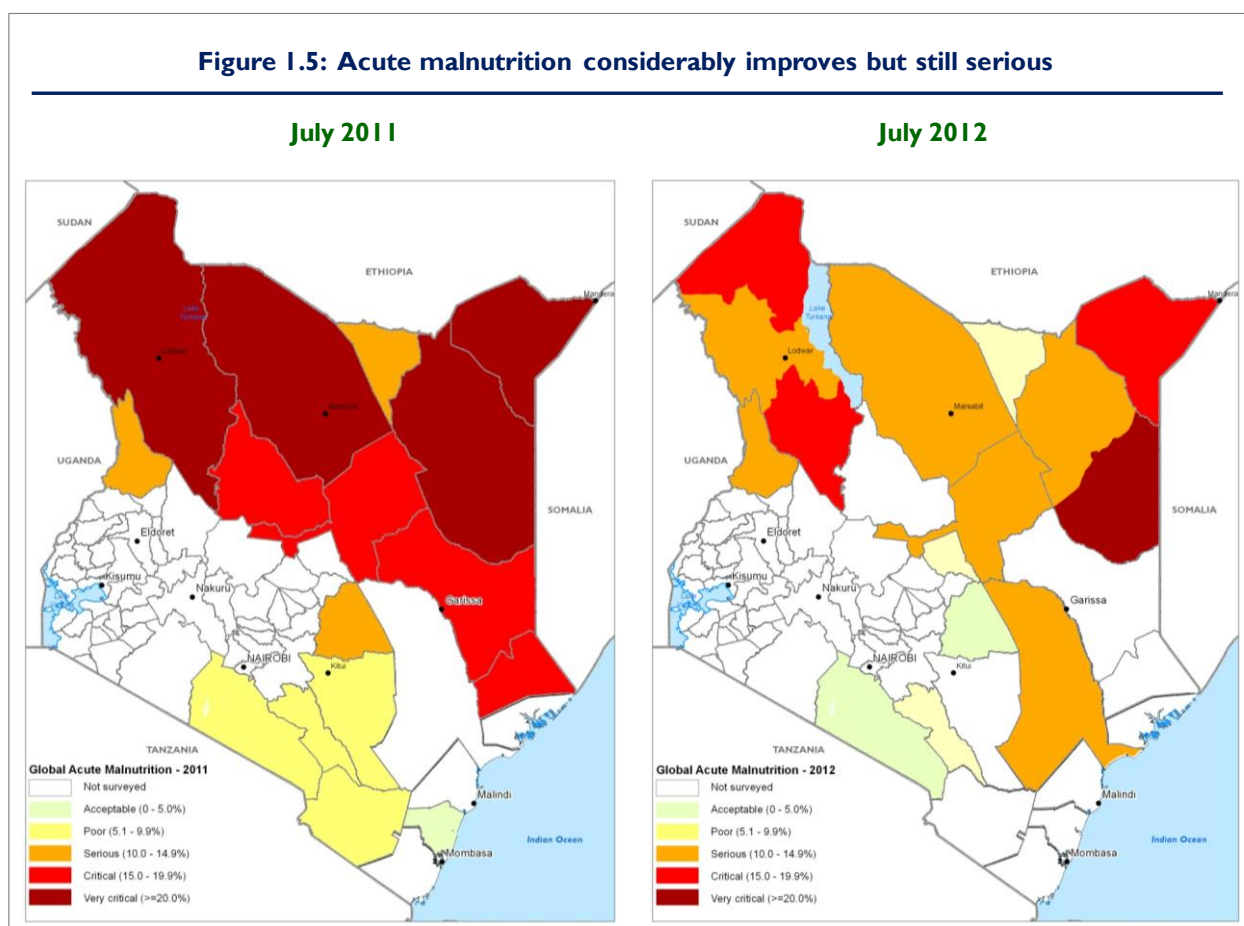 Figure 1.5: Acute malnutrition considerably improves but still serious
July 2011
SUDAN
ETHIOPIA
Mandera
Lake
Turkana
Lodwar
Marsabit
UGANDA
SOMALIA
Eldoret
Kisumu
Nakuru
Garissa
NAIROBI
Kitui
TANZANIA
Global Acute Malnutrition - 2011
Not surveyed
Acceptable (0 - 5.0%)
Poor (5.1 - 9.9%)
Serious (10.0 - 14.9%)
Critical (15.0 - 19.9%)
Very critical (>=20.0%)
Malindi
Indian Ocean
Mombasa
July 2012
SUDAN
ETHIOPIA
Mandera
Lake
Turkana
Lodwar
Marsabit
UGANDA
SOMALIA
Eldoret
Kisumu
Nakuru
Garissa
NAIROBI
Kitui
TANZANIA
Global Acute Malnutrition - 2012
Not surveyed
Acceptable (0 - 5.0%)
Poor (5.1 - 9.9%)
Serious (10.0 - 14.9%)
Critical (15.0 - 19.9%)
Very critical (>=20.0%)
Malindi
Indian Ocean
Mombasa